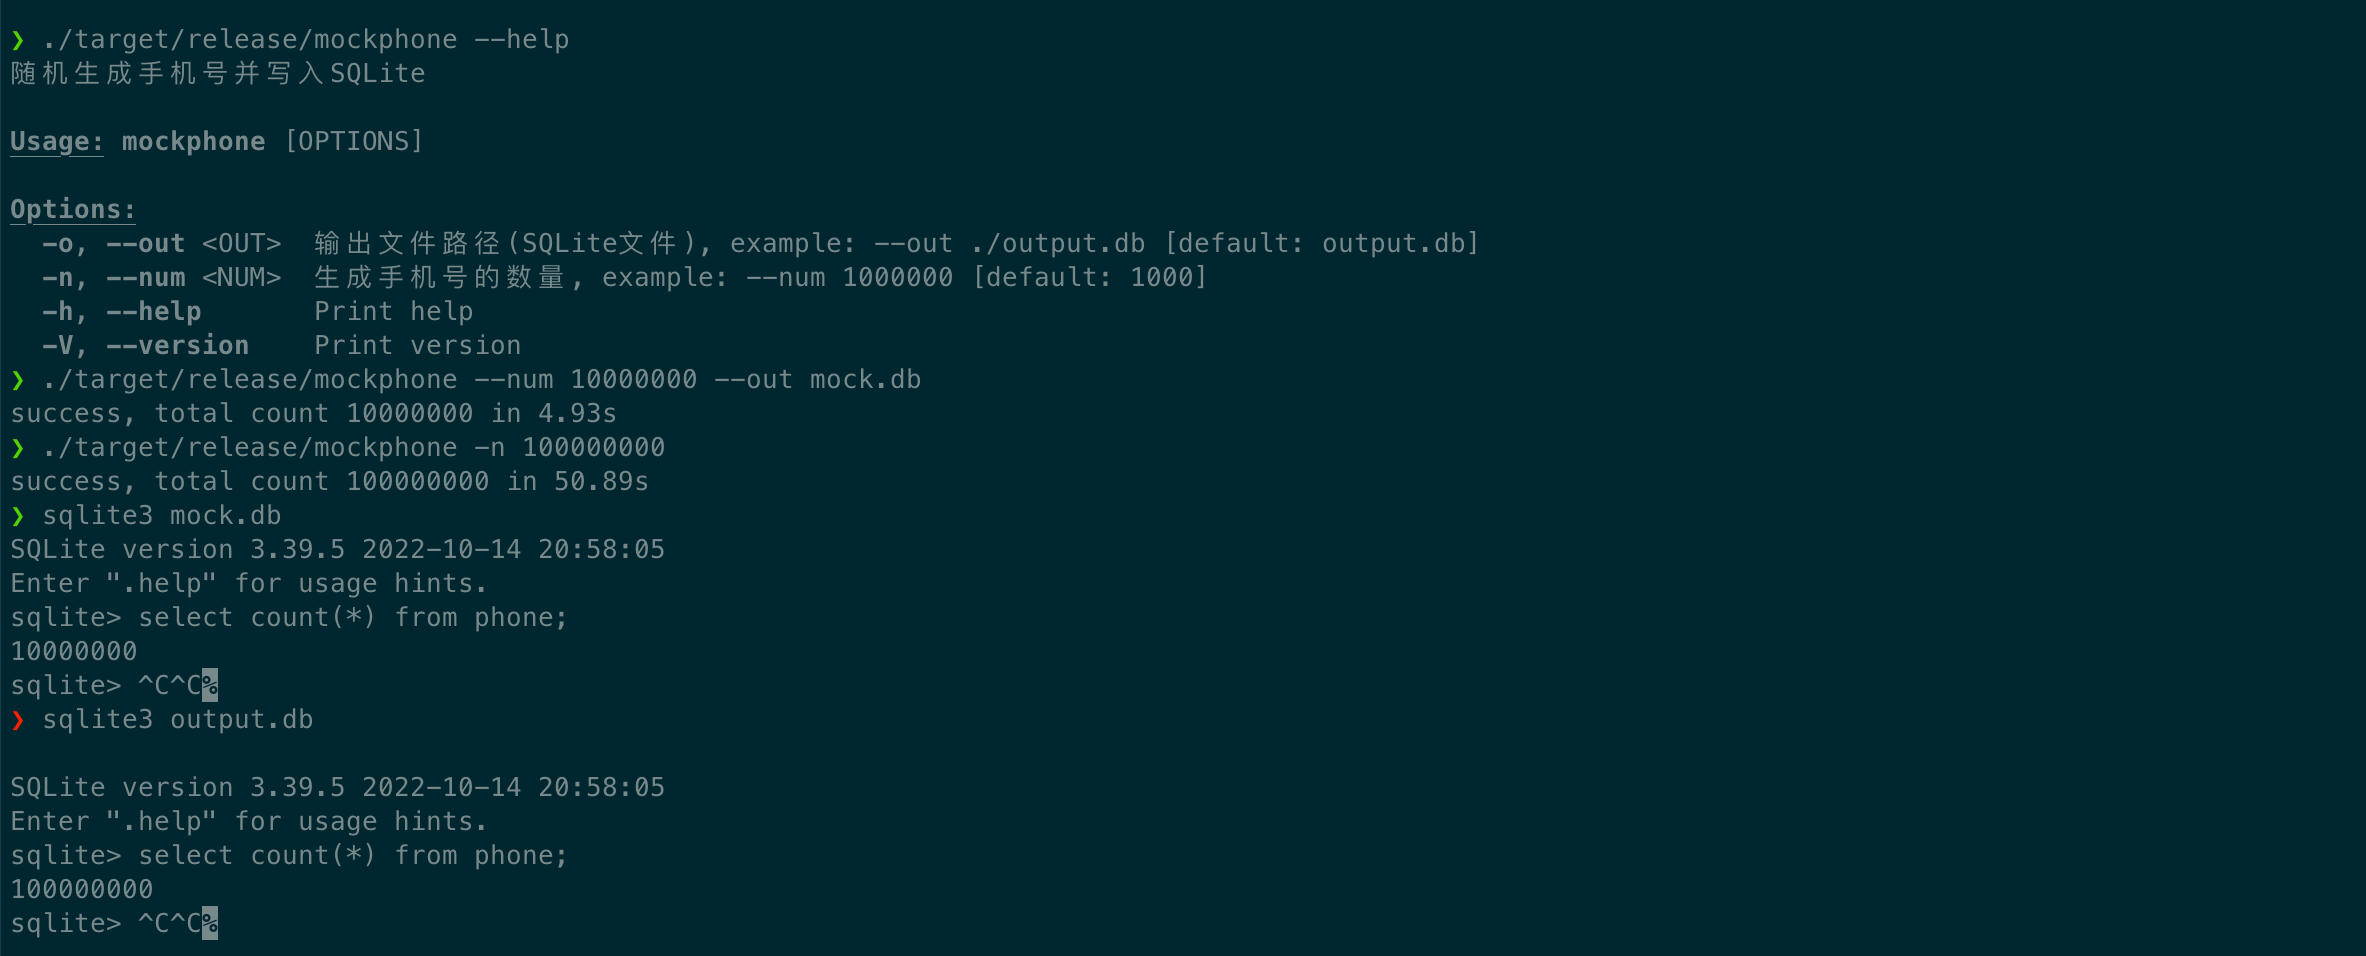 ❯ ./target/release/mockphone --help
随机生成手机号并写入SQLite
Usage: mockphone [OPTIONS]
Options:
  -o, --out <OUT>  输出文件路径(SQLite文件), example: --out ./output.db [default: output.db]
  -n, --num <NUM>  生成手机号的数量, example: --num 1000000 [default: 1000]
  -h, --help       Print help
  -V, --version    Print version
❯ ./target/release/mockphone --num 10000000 --out mock.db
success, total count 10000000 in 4.93s
❯ ./target/release/mockphone -n 100000000
success, total count 100000000 in 50.89s
❯ sqlite3 mock.db
SQLite version 3.39.5 2022-10-14 20:58:05
Enter ".help" for usage hints.
sqlite> select count(*) from phone;
10000000
sqlite> ^C^C%
❯ sqlite3 output.db
SQLite version 3.39.5 2022-10-14 20:58:05
Enter ".help" for usage hints.
sqlite> select count(*) from phone;
100000000
sqlite> ^C^C%